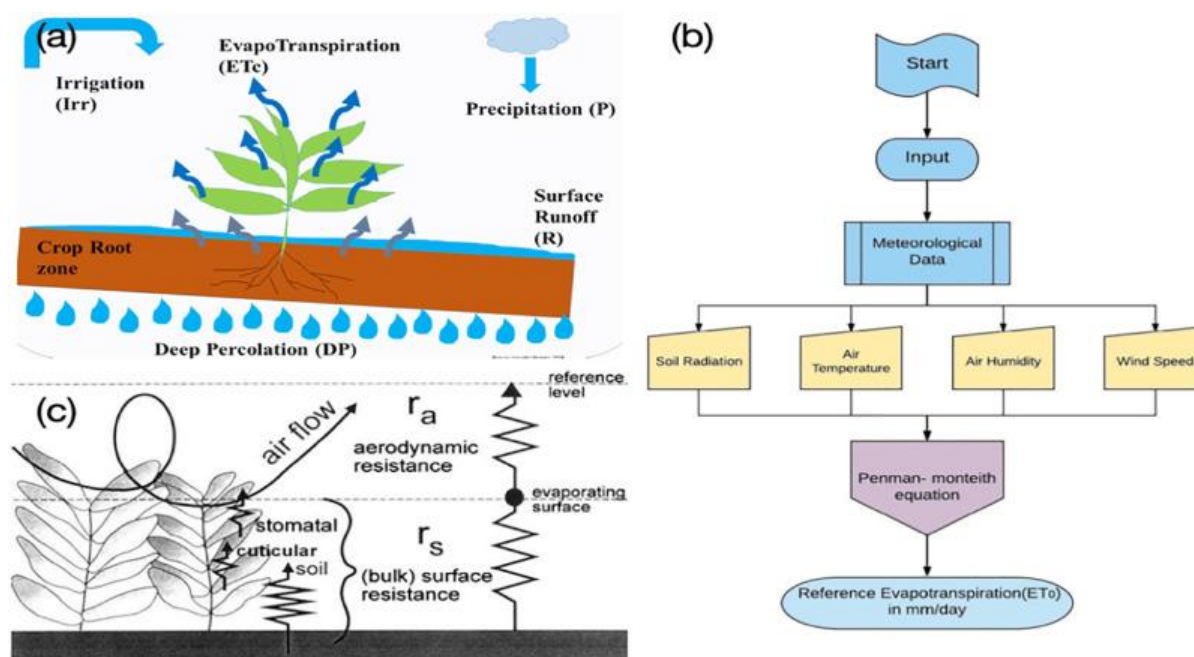 (a)
EvapoTranspiration
(ETc)
Irrigation
(Irr)
Precipitation (P)
Surface
Runoff
(R)
Crop Root
zone
Deep Percolation (DP)
(b)
Start
Input
Meteorological
Data
Soil Radiation
Air
Temperature
Air Humidity
Wind Speed
Penman- monteith
equation
Reference Evapotranspiration(ET₀)
in mm/day
(c)
reference
level
air flow
rₐ
aerodynamic
resistance
evaporating
surface
stomatal
cuticular
soil
rₛ
(bulk) surface
resistance